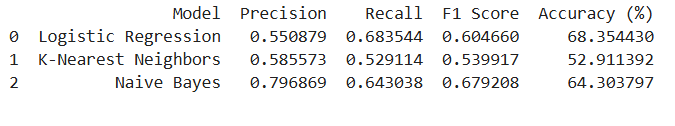 Model Precision Recall F1 Score Accuracy (%)
0 Logistic Regression 0.550879 0.683544 0.604660 68.354430
1 K-Nearest Neighbors 0.585573 0.529114 0.539917 52.911392
2 Naive Bayes 0.796869 0.643038 0.679208 64.303797